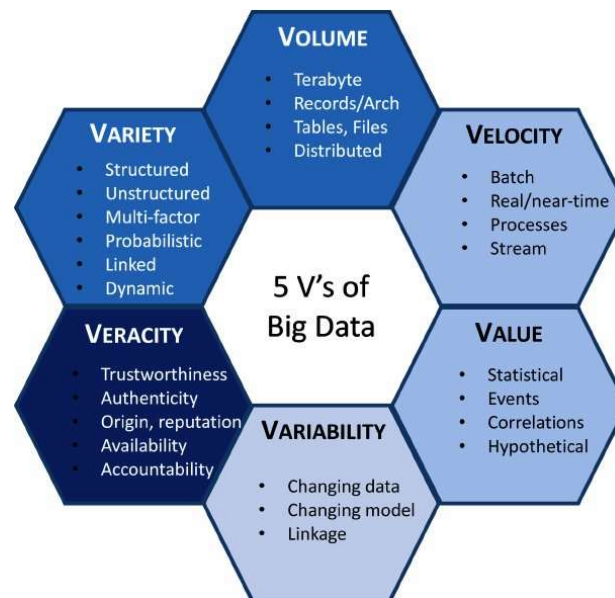 VOLUME
• Terabyte
• Records/Arch
• Tables, Files
• Distributed
VARIETY
• Structured
• Unstructured
• Multi-factor
• Probabilistic
• Linked
• Dynamic
VELOCITY
• Batch
• Real/near-time
• Processes
• Stream
5 V's of
Big Data
VERACITY
• Trustworthiness
• Authenticity
• Origin, reputation
• Availability
• Accountability
VALUE
• Statistical
• Events
• Correlations
• Hypothetical
VARIABILITY
• Changing data
• Changing model
• Linkage